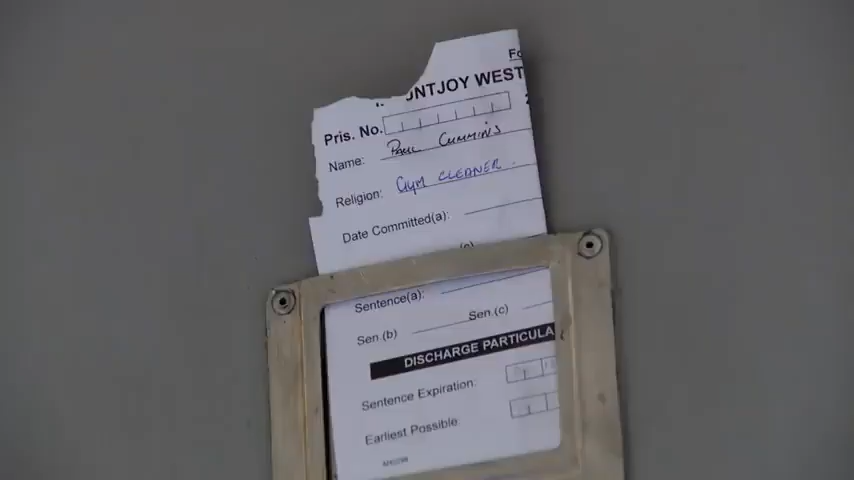 UNTJOY WEST
Pris. No.
Name: Paul Cummins
Religion: Gym Cleaner.
Date Committed(a):
Sentence(a):
Sen (b) Sen (c)
DISCHARGE PARTICULA
Sentence Expiration:
Earliest Possible: